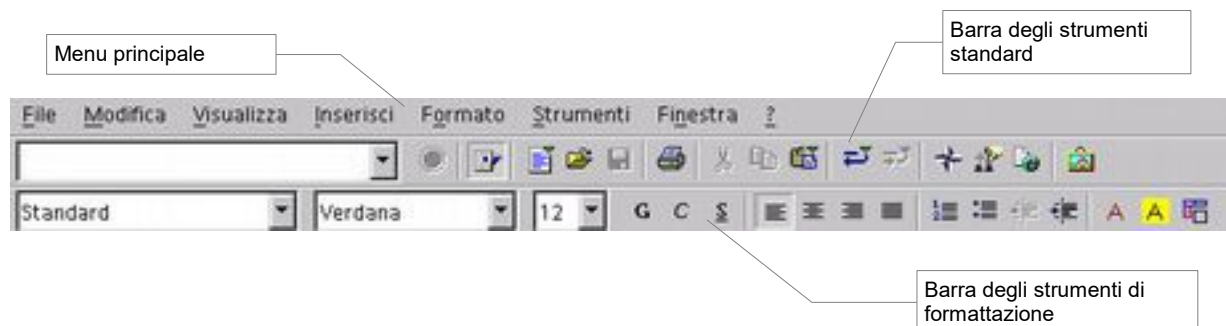 Barra degli strumenti
standard
Menu principale
File Modifica Visualizza Inserisci Formato Strumenti Finestra ?
Standard Verdana 12 G C S A A
Barra degli strumenti di
formattazione